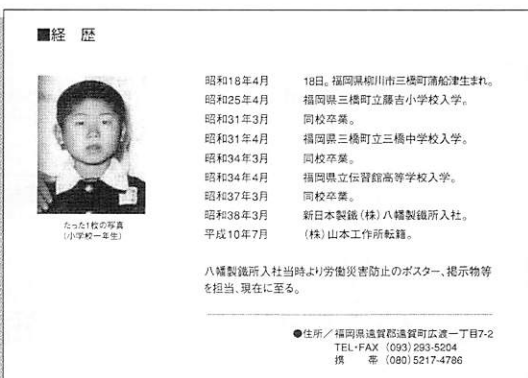 ■経 歴
昭和18年4月 18日。福岡県柳川市三橋町蒲船津生まれ。
昭和25年4月 福岡県三橋町立藤吉小学校入学。
昭和31年3月 同校卒業。
昭和31年4月 福岡県三橋町立三橋中学校入学。
昭和34年3月 同校卒業。
昭和34年4月 福岡県立伝習館高等学校入学。
昭和37年3月 同校卒業。
昭和38年3月 新日本製鐵(株)八幡製鐵所入社。
平成10年7月 (株)山本工作所転籍。
たった1枚の写真
(小学校一年生)
八幡製鐵所入社当時より労働災害防止のポスター、掲示物等
を担当、現在に至る。
●住所/福岡県遠賀郡遠賀町広渡一丁目7-2
TEL・FAX (093)293-5204
携 帯 (080)5217-4786